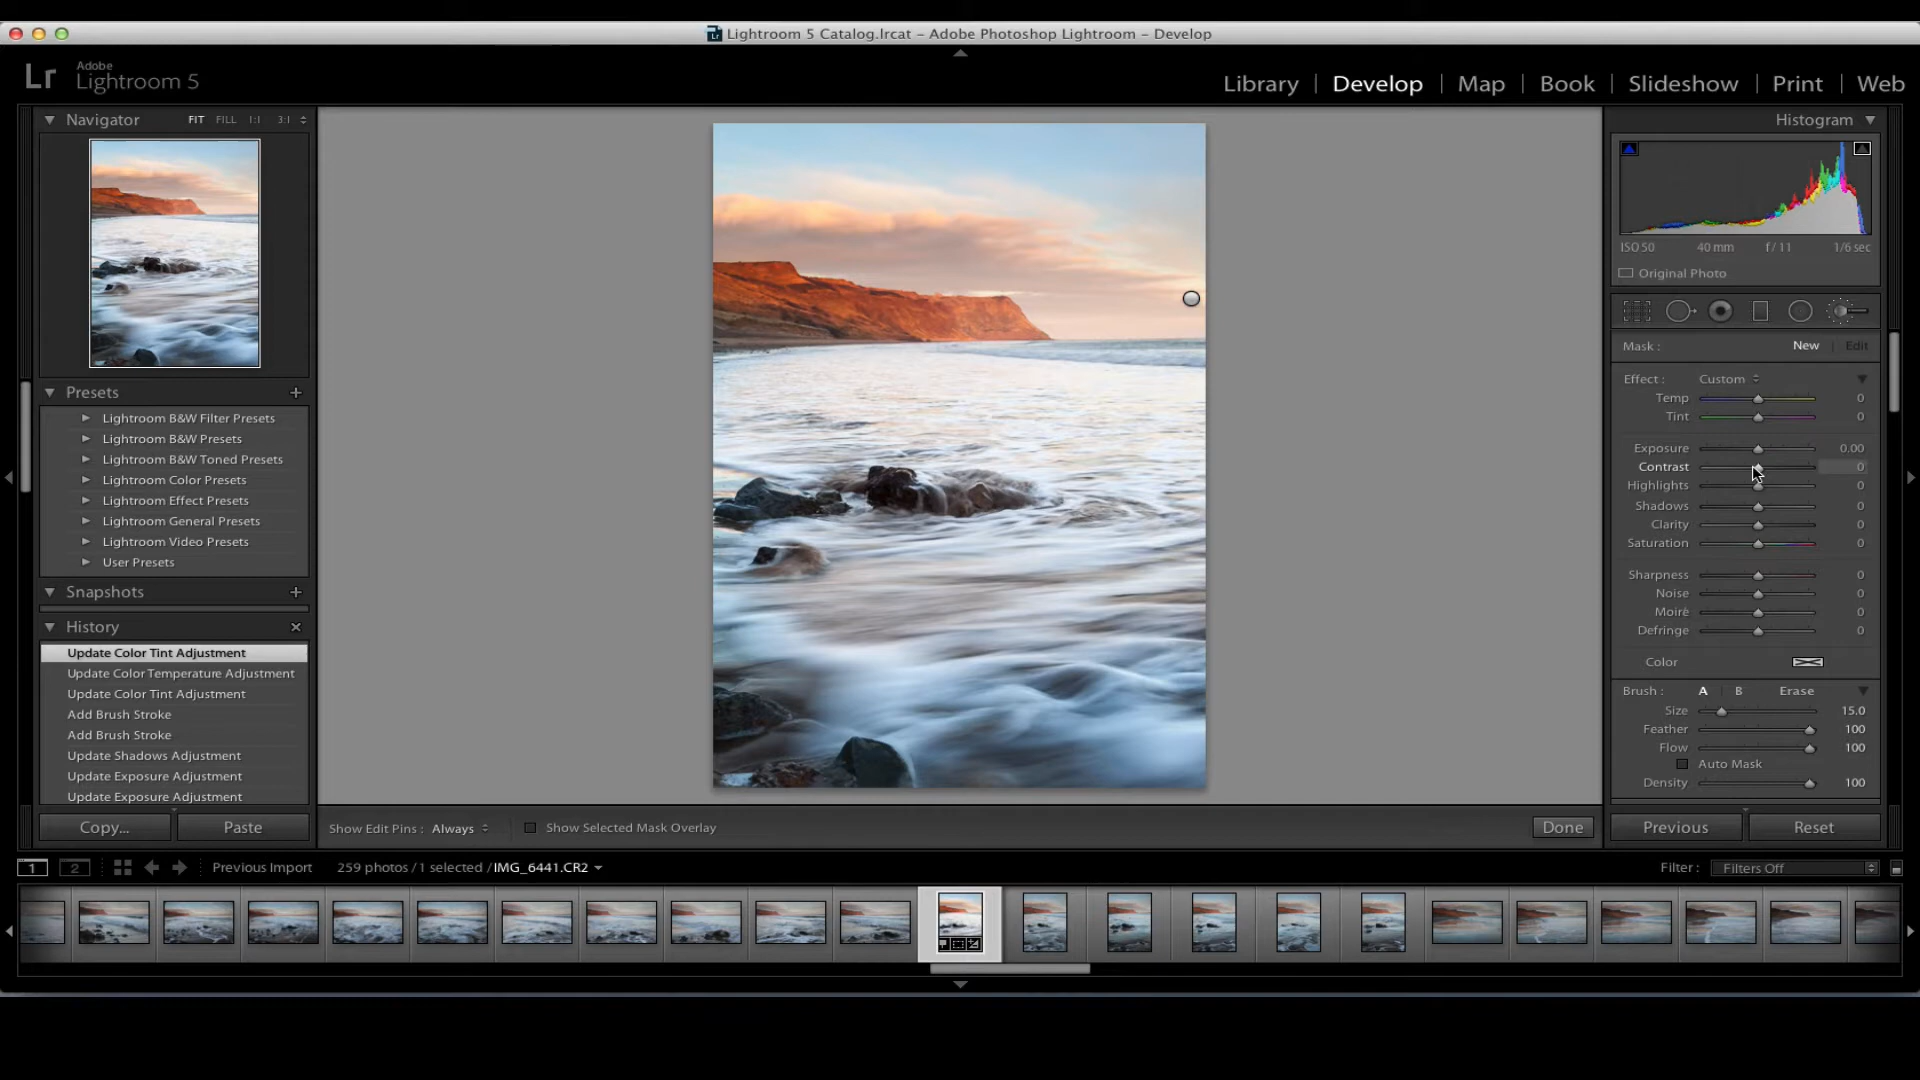 Lightroom 5 Catalog.lrcat – Adobe Photoshop Lightroom – Develop
Lr Adobe Lightroom 5
Library | Develop | Map | Book | Slideshow | Print | Web
Navigator FIT FILL 1:1 3:1
Presets +
Lightroom B&W Filter Presets
Lightroom B&W Presets
Lightroom B&W Toned Presets
Lightroom Color Presets
Lightroom Effect Presets
Lightroom General Presets
Lightroom Video Presets
User Presets
Snapshots +
History
Update Color Tint Adjustment
Update Color Temperature Adjustment
Update Color Tint Adjustment
Add Brush Stroke
Add Brush Stroke
Update Shadows Adjustment
Update Exposure Adjustment
Update Exposure Adjustment
Copy... Paste
Show Edit Pins : Always Show Selected Mask Overlay Done
Histogram
ISO 50 40 mm f / 11 1/6 sec
Original Photo
Mask : New | Edit
Effect : Custom
Temp 0
Tint 0
Exposure 0.00
Contrast 0
Highlights 0
Shadows 0
Clarity 0
Saturation 0
Sharpness 0
Noise 0
Moiré 0
Defringe 0
Color
Brush : A | B Erase
Size 15.0
Feather 100
Flow 100
Auto Mask
Density 100
Previous Reset
1 2 Previous Import 259 photos / 1 selected / IMG_6441.CR2 Filter : Filters Off